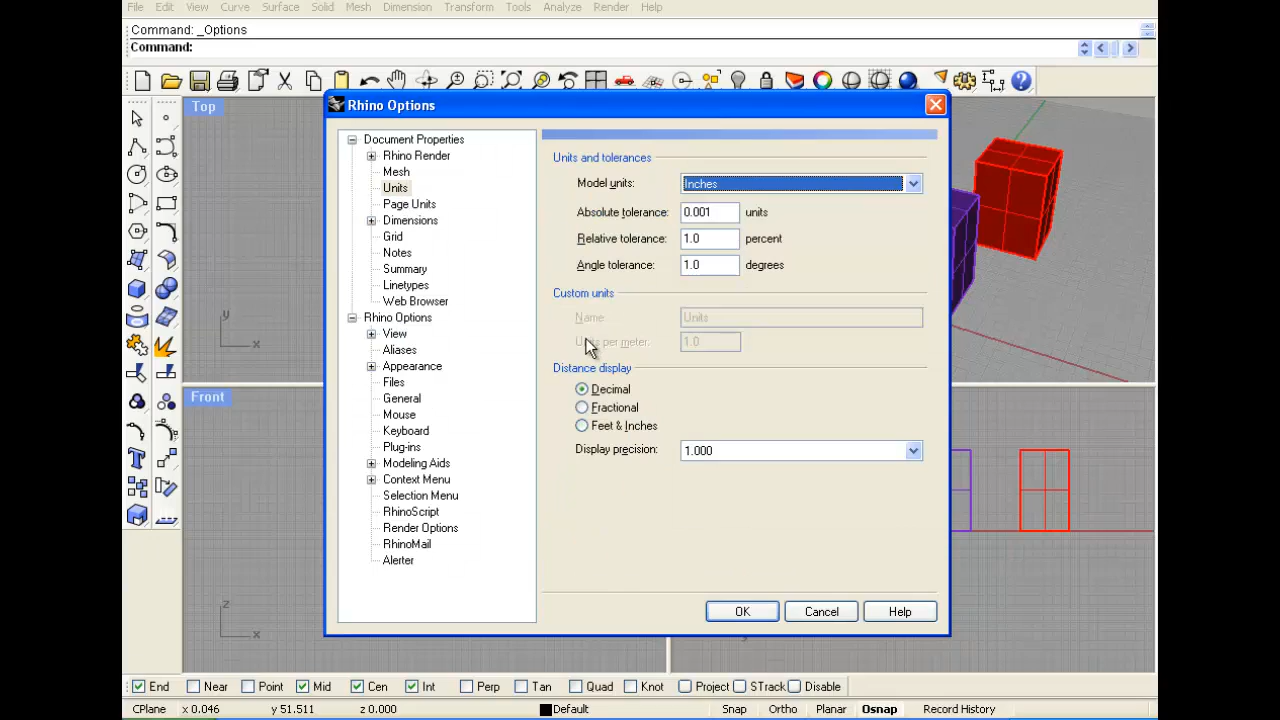 File Edit View Curve Surface Solid Mesh Dimension Transform Tools Analyze Render Help
Command: _Options
Command:
Top
Rhino Options
Document Properties
Rhino Render
Mesh
Units
Page Units
Dimensions
Grid
Notes
Summary
Linetypes
Web Browser
Rhino Options
View
Aliases
Appearance
Files
General
Mouse
Keyboard
Plug-ins
Modeling Aids
Context Menu
Selection Menu
RhinoScript
Render Options
RhinoMail
Alerter
Units and tolerances
Model units: Inches
Absolute tolerance: 0.001 units
Relative tolerance: 1.0 percent
Angle tolerance: 1.0 degrees
Custom units
Name Units
Units per meter: 1.0
Distance display
Decimal
Fractional
Feet & Inches
Display precision: 1.000
OK Cancel Help
y
x
Front
z
x
End Near Point Mid Cen Int Perp Tan Quad Knot Project STrack Disable
CPlane x 0.046 y 51.511 z 0.000 Default Snap Ortho Planar Osnap Record History